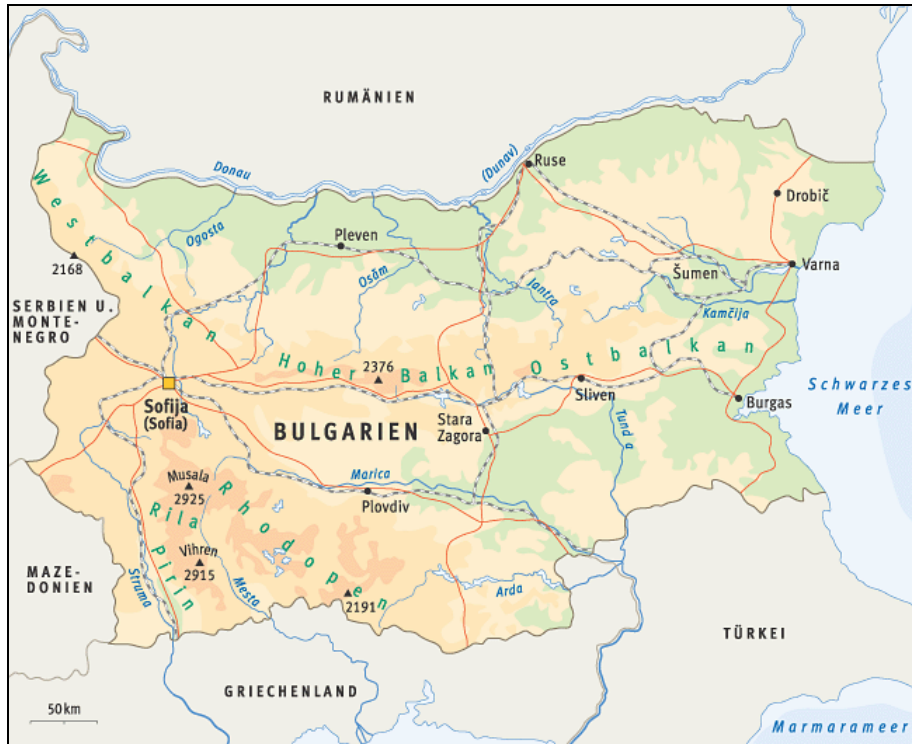 RUMÄNIEN
Donau
(Dunav)
Ruse
Drobič
Westbalkan
Ogosta
Pleven
2168
Osăm
Jantra
Šumen
Varna
SERBIEN U.
MONTE-
NEGRO
Kamčija
Hoher Balkan
2376
Ostbalkan
Sofija
(Sofia)
Sliven
Burgas
Schwarzes
Meer
BULGARIEN
Stara
Zagora
Tund a
Musala
2925
Rhodopen
Marica
Plovdiv
Rila
Pirin
Vihren
2915
MAZE-
DONIEN
Struma
Mesta
2191
Arda
TÜRKEI
GRIECHENLAND
50 km
Marmarameer